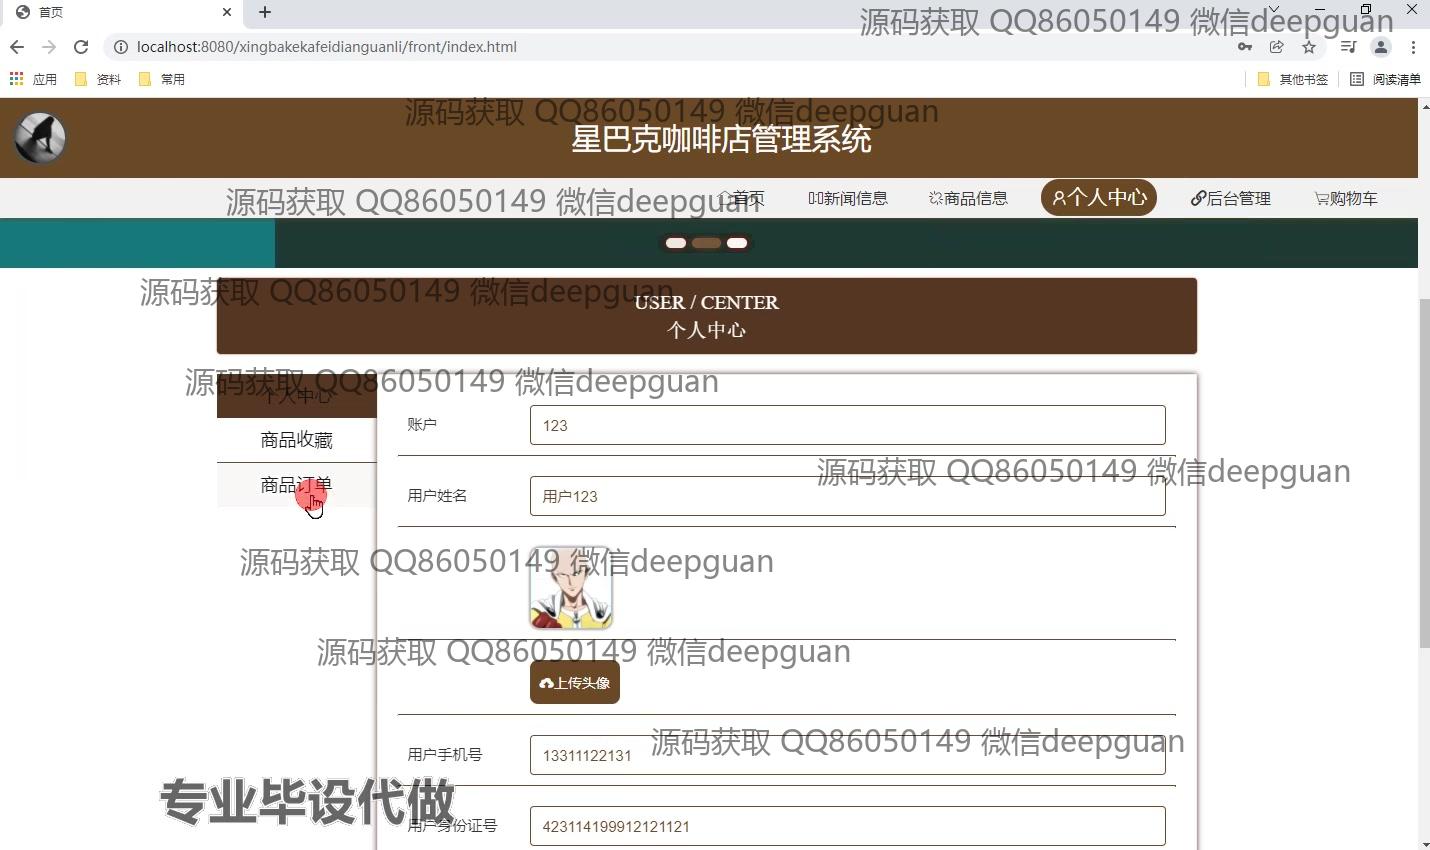 首页
源码获取 QQ86050149 微信deepguan
localhost:8080/xingbakekafeidianguanli/front/index.html
应用 资料 常用 其他书签 阅读清单
源码获取 QQ86050149 微信deepguan
星巴克咖啡店管理系统
源码获取 QQ86050149 微信deepguan
首页 新闻信息 商品信息 个人中心 后台管理 购物车
源码获取 QQ86050149 微信deepguan
USER / CENTER
个人中心
源码获取 QQ86050149 微信deepguan
个人中心
账户 123
商品收藏
源码获取 QQ86050149 微信deepguan
商品订单
用户姓名 用户123
源码获取 QQ86050149 微信deepguan
源码获取 QQ86050149 微信deepguan
上传头像
源码获取 QQ86050149 微信deepguan
用户手机号 13311122131
专业毕设代做
用户身份证号 423114199912121121